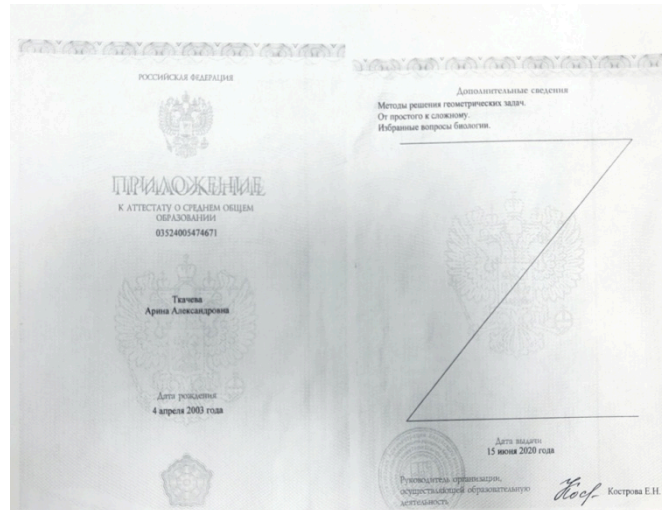 РОССИЙСКАЯ ФЕДЕРАЦИЯ
ПРИЛОЖЕНИЕ
К АТТЕСТАТУ О СРЕДНЕМ ОБЩЕМ
ОБРАЗОВАНИИ
03524005474671
Ткачева
Арина Александровна
Дата рождения
4 апреля 2003 года
Дополнительные сведения
Методы решения геометрических задач.
От простого к сложному.
Избранные вопросы биологии.
Дата выдачи
15 июня 2020 года
Руководитель организации,
осуществляющей образовательную
деятельность
Кострова Е.Н.